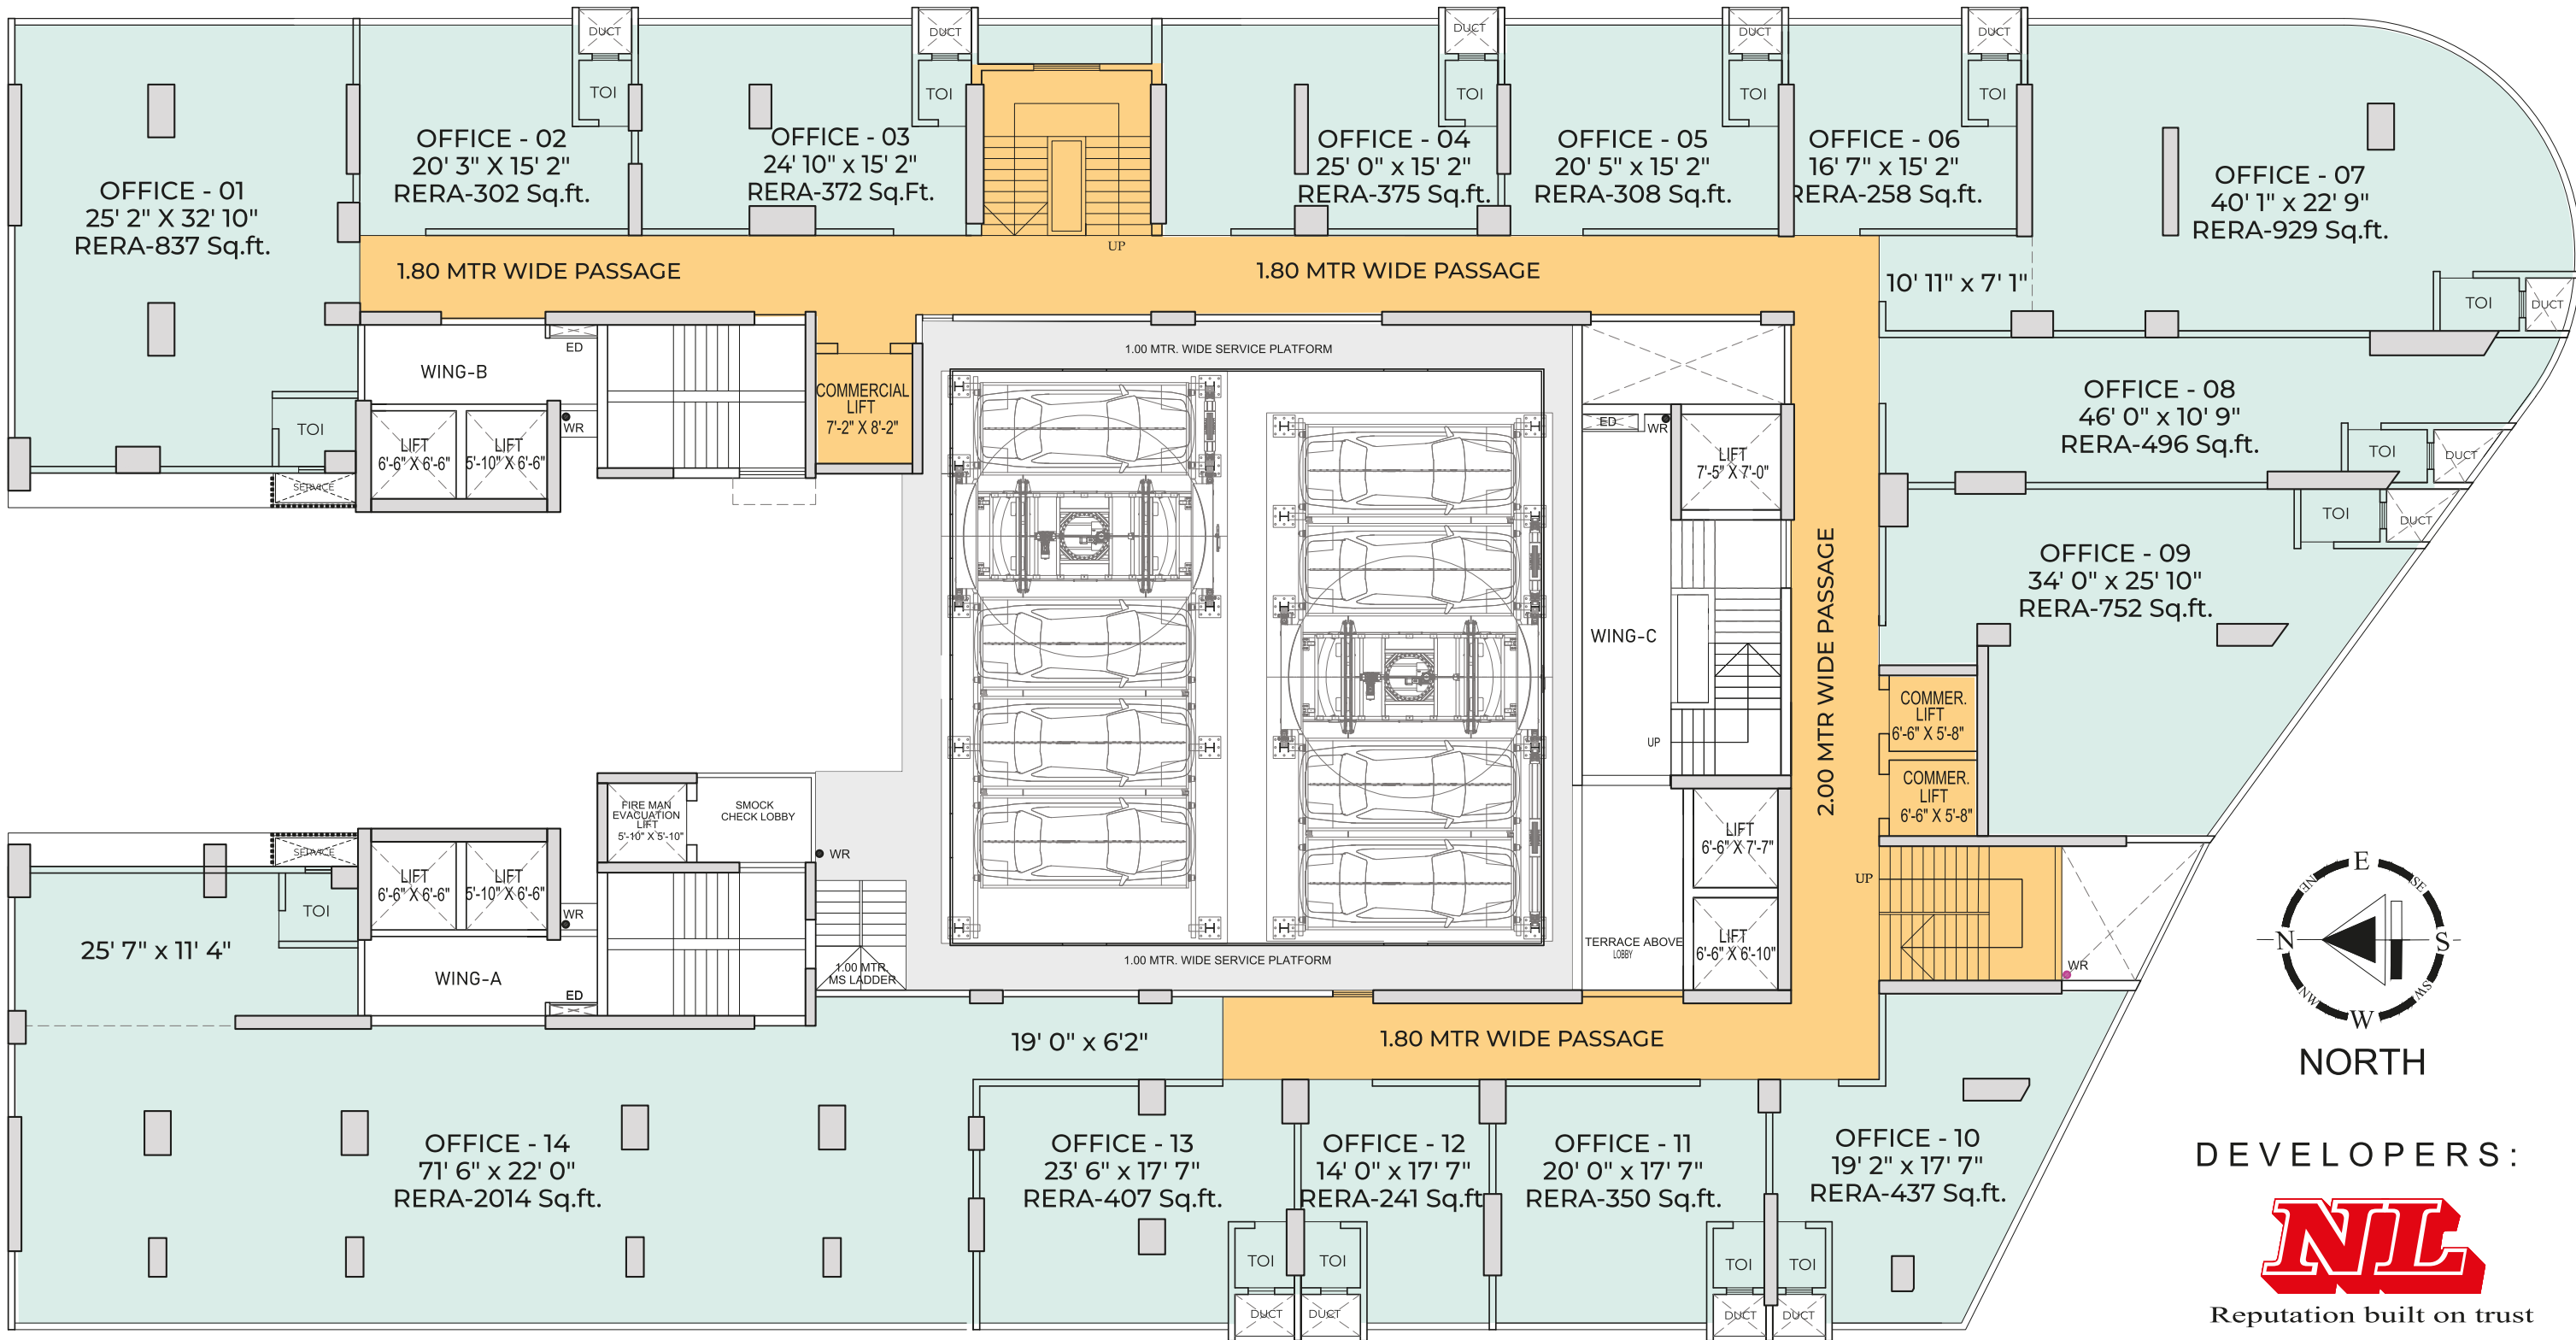 DUCT
DUCT
DUCT
DUCT
DUCT
TOI
TOI
TOI
TOI
TOI
OFFICE - 01
25' 2" X 32' 10"
RERA-837 Sq.ft.
OFFICE - 02
20' 3" X 15' 2"
RERA-302 Sq.ft.
OFFICE - 03
24' 10" x 15' 2"
RERA-372 Sq.Ft.
OFFICE - 04
25' 0" x 15' 2"
RERA-375 Sq.ft.
OFFICE - 05
20' 5" x 15' 2"
RERA-308 Sq.ft.
OFFICE - 06
16' 7" x 15' 2"
RERA-258 Sq.ft.
OFFICE - 07
40' 1" x 22' 9"
RERA-929 Sq.ft.
UP
1.80 MTR WIDE PASSAGE
1.80 MTR WIDE PASSAGE
10' 11" x 7' 1"
TOI
DUCT
ED
WING-B
1.00 MTR. WIDE SERVICE PLATFORM
COMMERCIAL
LIFT
7'-2" X 8'-2"
TOI
SERVICE
LIFT
6'-6" X 6'-6"
LIFT
5'-10" X 6'-6"
WR
ED
WR
LIFT
7'-5" X 7'-0"
OFFICE - 08
46' 0" x 10' 9"
RERA-496 Sq.ft.
TOI
DUCT
TOI
DUCT
OFFICE - 09
34' 0" x 25' 10"
RERA-752 Sq.ft.
WING-C
UP
2.00 MTR WIDE PASSAGE
COMMER.
LIFT
6'-6" X 5'-8"
COMMER.
LIFT
6'-6" X 5'-8"
FIRE MAN
EVACUATION
LIFT
5'-10" X 5'-10"
SMOCK
CHECK LOBBY
WR
SERVICE
LIFT
6'-6" X 6'-6"
LIFT
5'-10" X 6'-6"
TOI
WR
25' 7" x 11' 4"
WING-A
ED
1.00 MTR.
MS LADDER
1.00 MTR. WIDE SERVICE PLATFORM
TERRACE ABOVE
LOBBY
LIFT
6'-6" X 7'-7"
LIFT
6'-6" X 6'-10"
UP
WR
E
SE
S
SW
W
NW
N
NE
NORTH
19' 0" x 6'2"
1.80 MTR WIDE PASSAGE
OFFICE - 14
71' 6" x 22' 0"
RERA-2014 Sq.ft.
OFFICE - 13
23' 6" x 17' 7"
RERA-407 Sq.ft.
OFFICE - 12
14' 0" x 17' 7"
RERA-241 Sq.ft
OFFICE - 11
20' 0" x 17' 7"
RERA-350 Sq.ft.
OFFICE - 10
19' 2" x 17' 7"
RERA-437 Sq.ft.
TOI
TOI
TOI
TOI
DUCT
DUCT
DUCT
DUCT
DEVELOPERS:
NL
Reputation built on trust